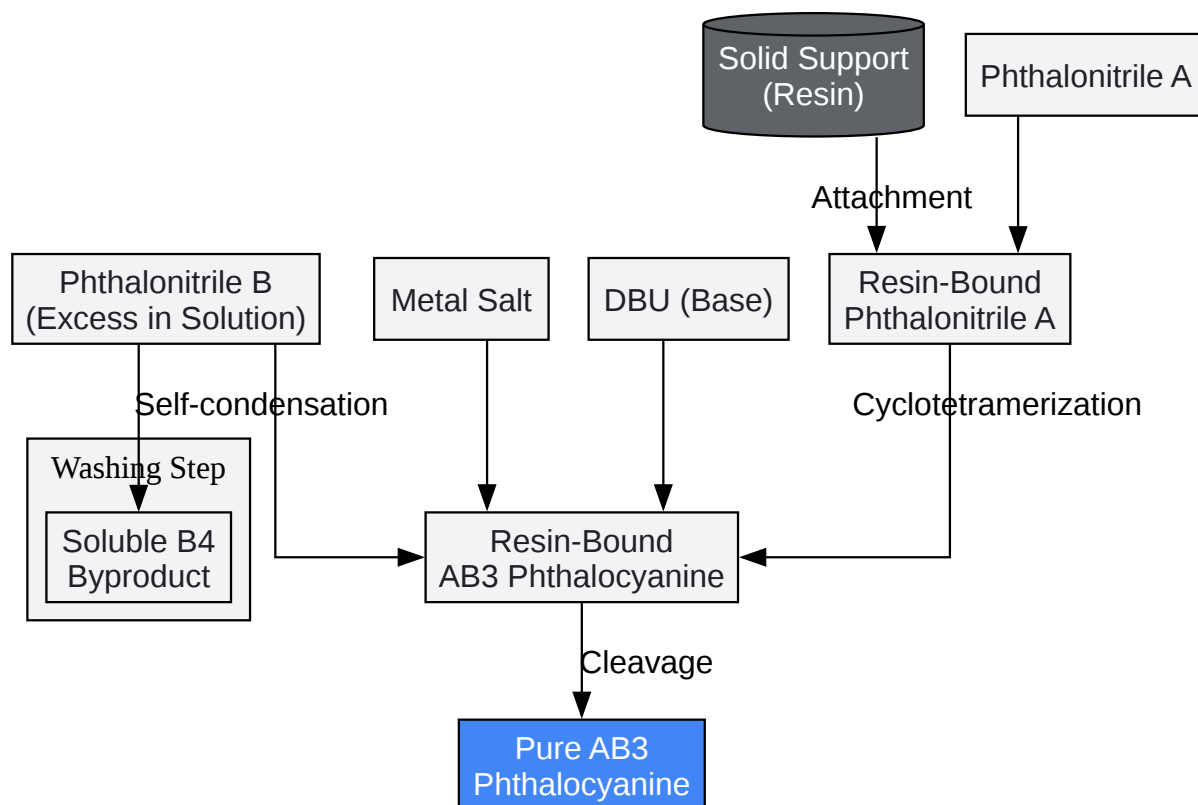 Solid Support
(Resin)
Phthalonitrile A
Attachment
Phthalonitrile B
(Excess in Solution)
Metal Salt
DBU (Base)
Resin-Bound
Phthalonitrile A
Self-condensation
Cyclotetramerization
Washing Step
Soluble B4
Byproduct
Resin-Bound
AB3 Phthalocyanine
Cleavage
Pure AB3
Phthalocyanine